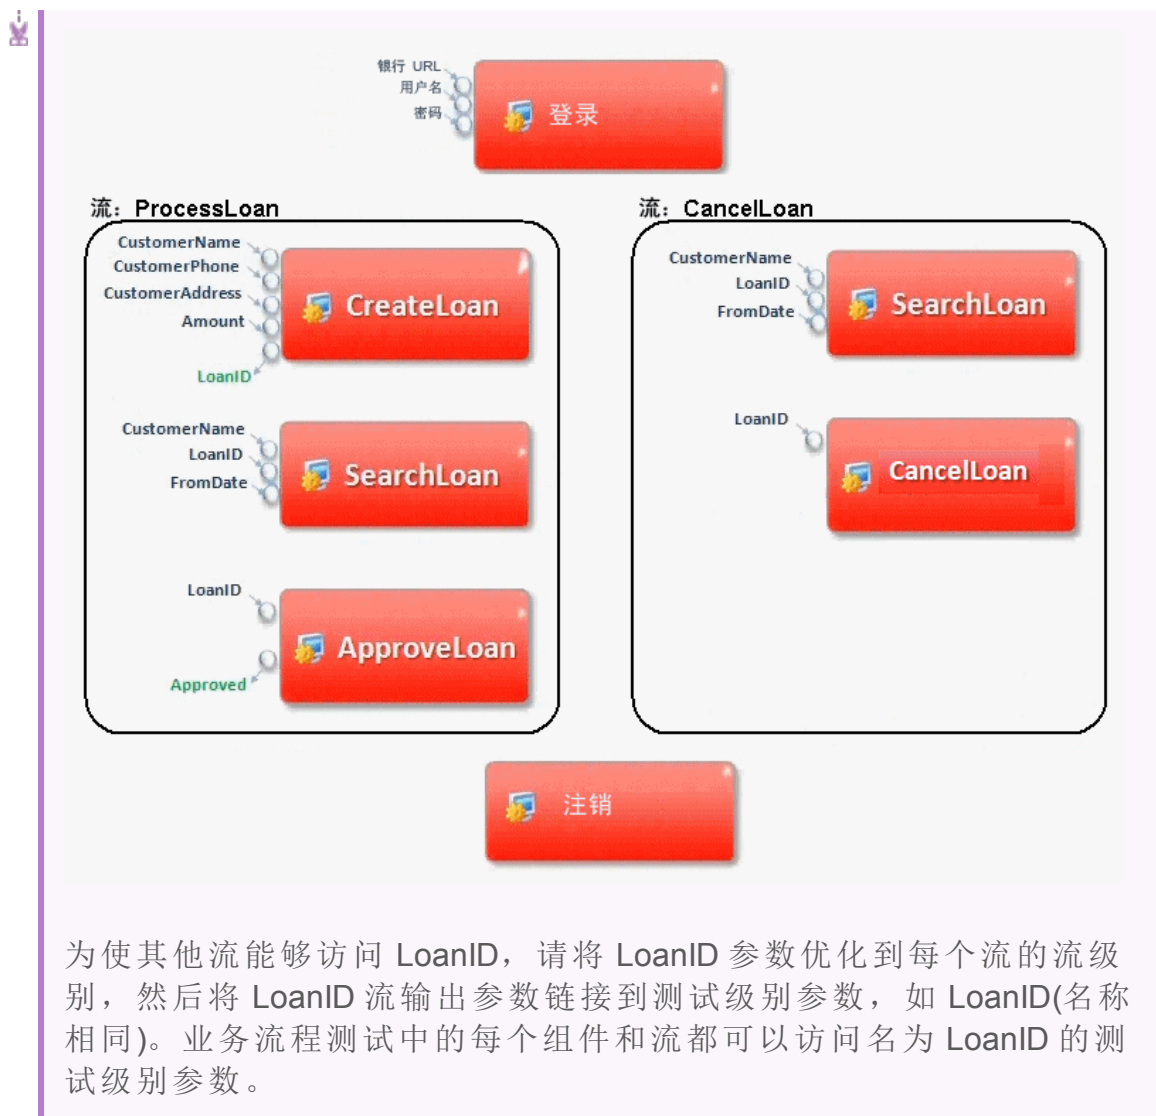 银行 URL
用户名
密码
登录
流：ProcessLoan
CustomerName
CustomerPhone
CustomerAddress
Amount
LoanID
CreateLoan
CustomerName
LoanID
FromDate
SearchLoan
LoanID
Approved
ApproveLoan
流：CancelLoan
CustomerName
LoanID
FromDate
SearchLoan
LoanID
CancelLoan
注销
为使其他流能够访问 LoanID，请将 LoanID 参数优化到每个流的流级
别，然后将 LoanID 流输出参数链接到测试级别参数，如 LoanID(名称
相同)。业务流程测试中的每个组件和流都可以访问名为 LoanID 的测
试级别参数。